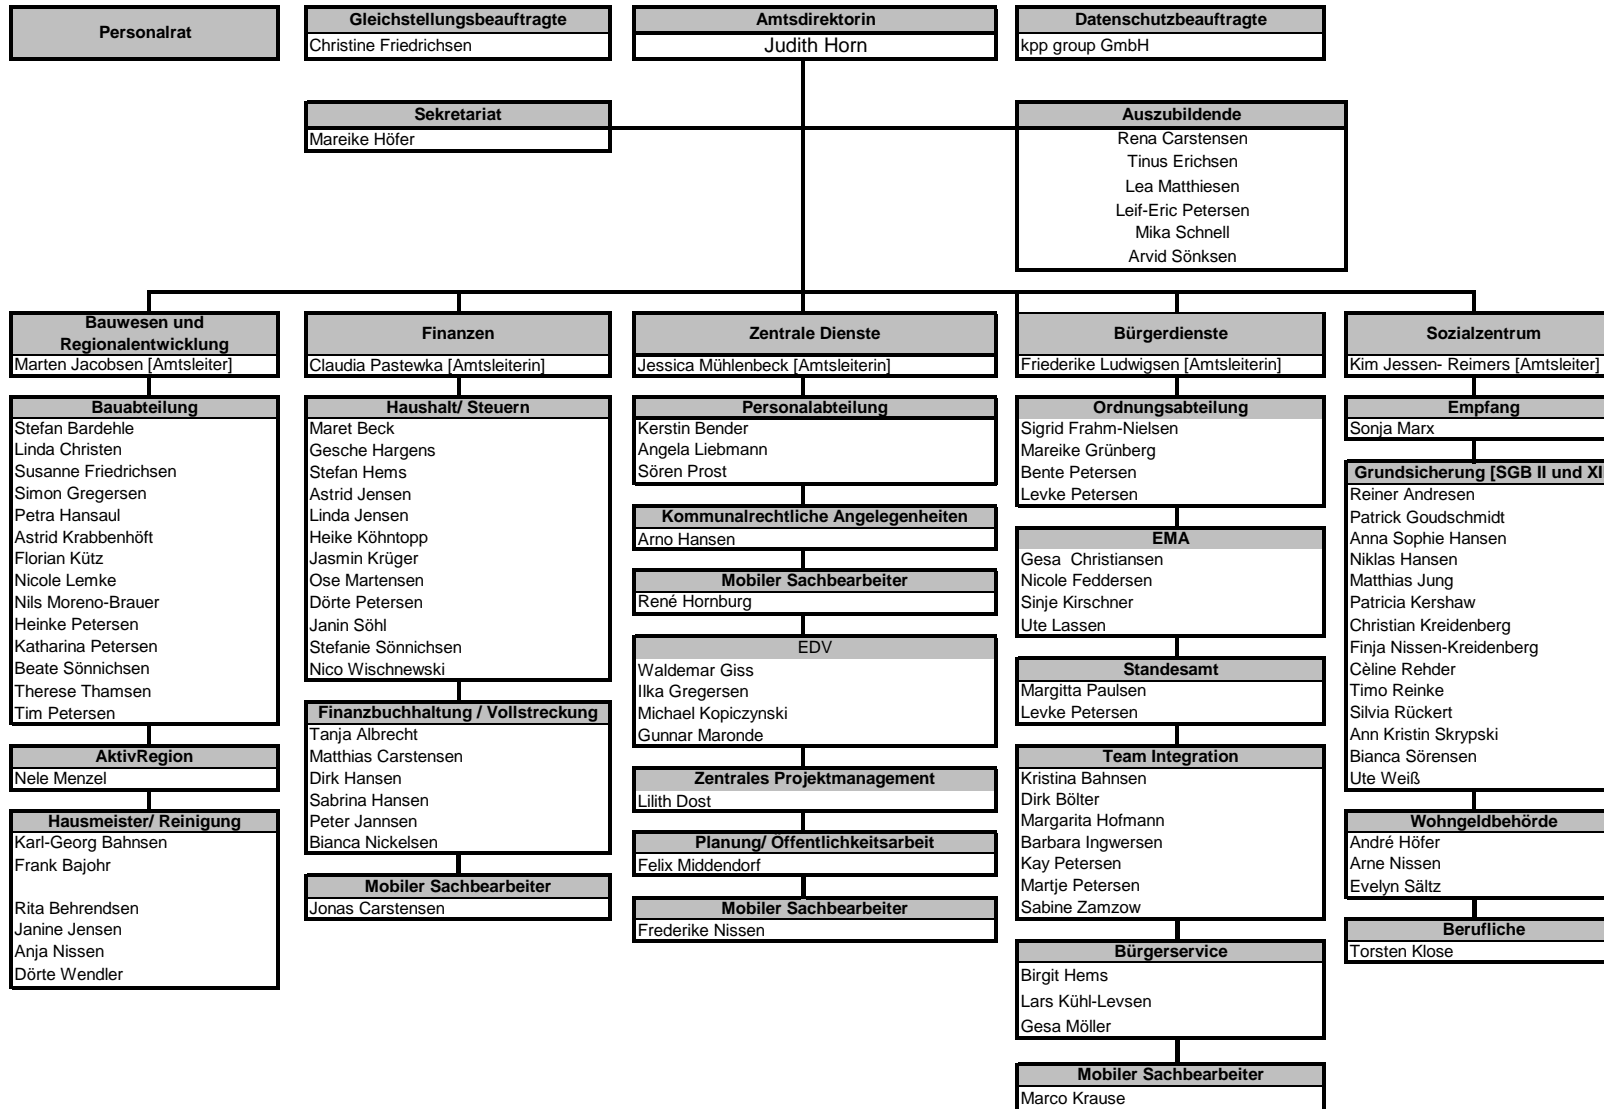 Personalrat
Gleichstellungsbeauftragte
Christine Friedrichsen
Amtsdirektorin
Judith Horn
Datenschutzbeauftragte
kpp group GmbH
Sekretariat
Mareike Höfer
Auszubildende
Rena Carstensen
Tinus Erichsen
Lea Matthiesen
Leif-Eric Petersen
Mika Schnell
Arvid Sönksen
Bauwesen und
Regionalentwicklung
Marten Jacobsen [Amtsleiter]
Bauabteilung
Stefan Bardehle
Linda Christen
Susanne Friedrichsen
Simon Gregersen
Petra Hansaul
Astrid Krabbenhöft
Florian Kütz
Nicole Lemke
Nils Moreno-Brauer
Heinke Petersen
Katharina Petersen
Beate Sönnichsen
Therese Thamsen
Tim Petersen
AktivRegion
Nele Menzel
Hausmeister/ Reinigung
Karl-Georg Bahnsen
Frank Bajohr
Rita Behrendsen
Janine Jensen
Anja Nissen
Dörte Wendler
Finanzen
Claudia Pastewka [Amtsleiterin]
Haushalt/ Steuern
Maret Beck
Gesche Hargens
Stefan Hems
Astrid Jensen
Linda Jensen
Heike Köhntopp
Jasmin Krüger
Ose Martensen
Dörte Petersen
Janin Söhl
Stefanie Sönnichsen
Nico Wischnewski
Finanzbuchhaltung / Vollstreckung
Tanja Albrecht
Matthias Carstensen
Dirk Hansen
Sabrina Hansen
Peter Jannsen
Bianca Nickelsen
Mobiler Sachbearbeiter
Jonas Carstensen
Zentrale Dienste
Jessica Mühlenbeck [Amtsleiterin]
Personalabteilung
Kerstin Bender
Angela Liebmann
Sören Prost
Kommunalrechtliche Angelegenheiten
Arno Hansen
Mobiler Sachbearbeiter
René Hornburg
EDV
Waldemar Giss
Ilka Gregersen
Michael Kopiczynski
Gunnar Maronde
Zentrales Projektmanagement
Lilith Dost
Planung/ Öffentlichkeitsarbeit
Felix Middendorf
Mobiler Sachbearbeiter
Frederike Nissen
Bürgerdienste
Friederike Ludwigsen [Amtsleiterin]
Ordnungsabteilung
Sigrid Frahm-Nielsen
Mareike Grünberg
Bente Petersen
Levke Petersen
EMA
Gesa  Christiansen
Nicole Feddersen
Sinje Kirschner
Ute Lassen
Standesamt
Margitta Paulsen
Levke Petersen
Team Integration
Kristina Bahnsen
Dirk Bölter
Margarita Hofmann
Barbara Ingwersen
Kay Petersen
Martje Petersen
Sabine Zamzow
Bürgerservice
Birgit Hems
Lars Kühl-Levsen
Gesa Möller
Mobiler Sachbearbeiter
Marco Krause
Sozialzentrum
Kim Jessen- Reimers [Amtsleiter]
Empfang
Sonja Marx
Grundsicherung [SGB II und XI
Reiner Andresen
Patrick Goudschmidt
Anna Sophie Hansen
Niklas Hansen
Matthias Jung
Patricia Kershaw
Christian Kreidenberg
Finja Nissen-Kreidenberg
Cèline Rehder
Timo Reinke
Silvia Rückert
Ann Kristin Skrypski
Bianca Sörensen
Ute Weiß
Wohngeldbehörde
André Höfer
Arne Nissen
Evelyn Sältz
Berufliche
Torsten Klose